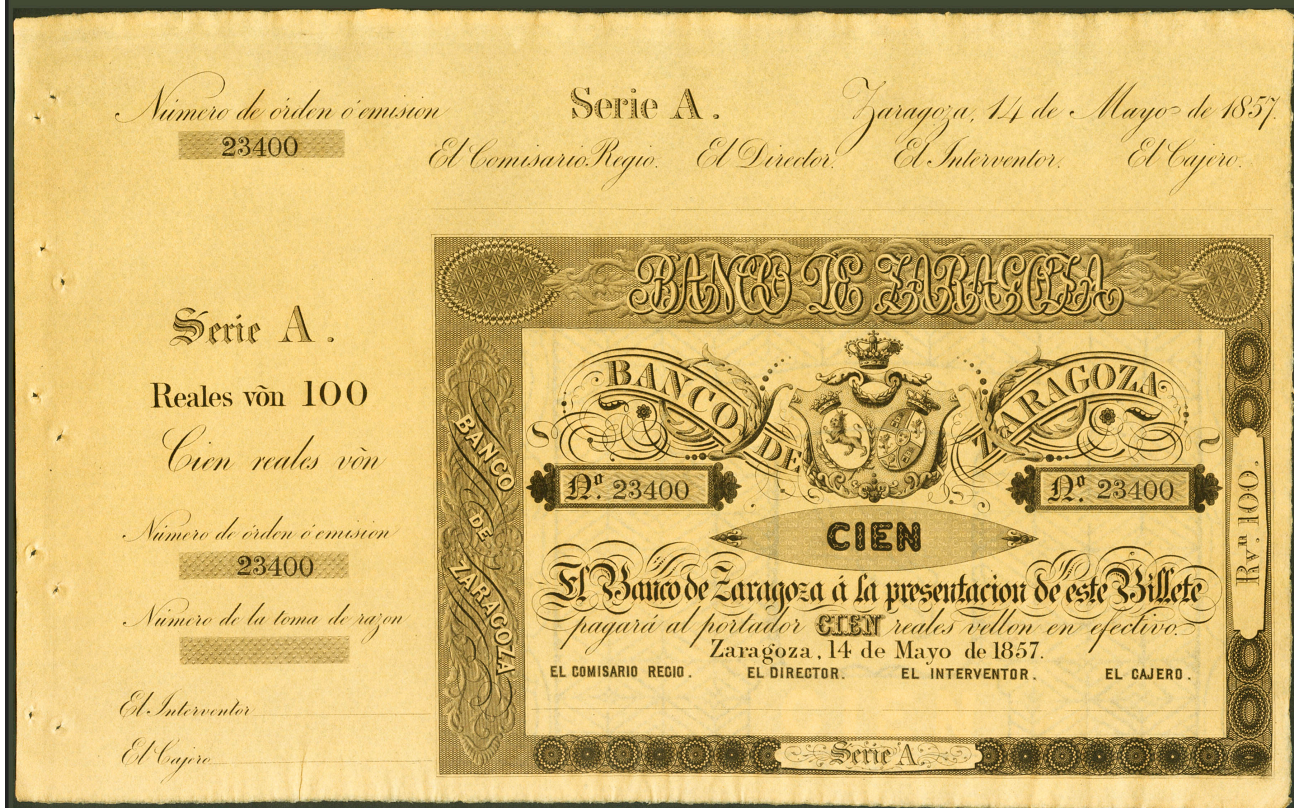 Número de órden ó emision
23400
Serie A.
Zaragoza, 14 de Mayo de 1857.
El Comisario Regio. El Director. El Interventor. El Cajero.
Serie A.
Reales võn 100
Cien reales võn
Número de órden ó emision
23400
Número de la toma de razon
El Interventor
El Cajero
BANCO DE ZARAGOZA
BANCO DE ZARAGOZA
BANCO DE ZARAGOZA
Nº. 23400
Nº. 23400
CIEN
El Banco de Zaragoza á la presentacion de este Billete
pagará al portador CIEN reales vellon en efectivo.
Zaragoza, 14 de Mayo de 1857.
EL COMISARIO REGIO. EL DIRECTOR. EL INTERVENTOR. EL CAJERO.
Rv.n 100.
Serie A.